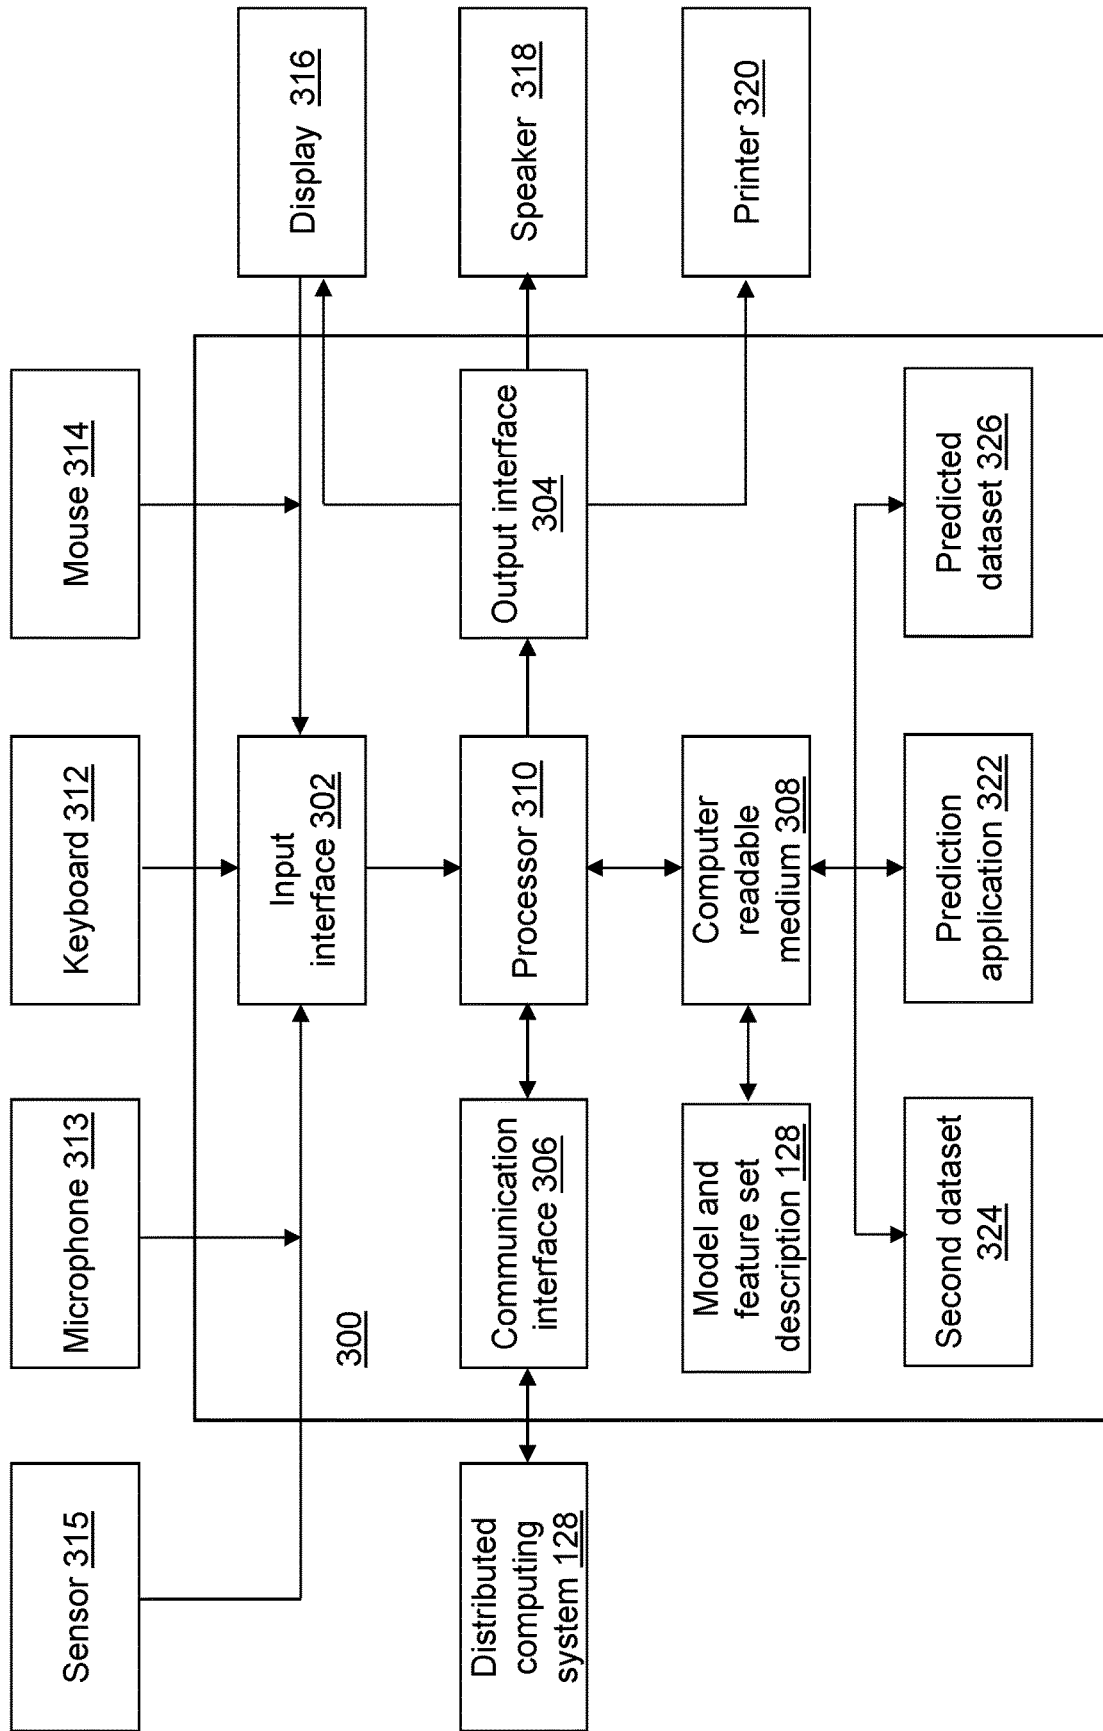 Sensor 315
Microphone 313
Keyboard 312
Mouse 314
300
Input
interface 302
Display 316
Distributed
computing
system 128
Communication
interface 306
Processor 310
Output interface
304
Speaker 318
Model and
feature set
description 128
Computer
readable
medium 308
Printer 320
Second dataset
324
Prediction
application 322
Predicted
dataset 326